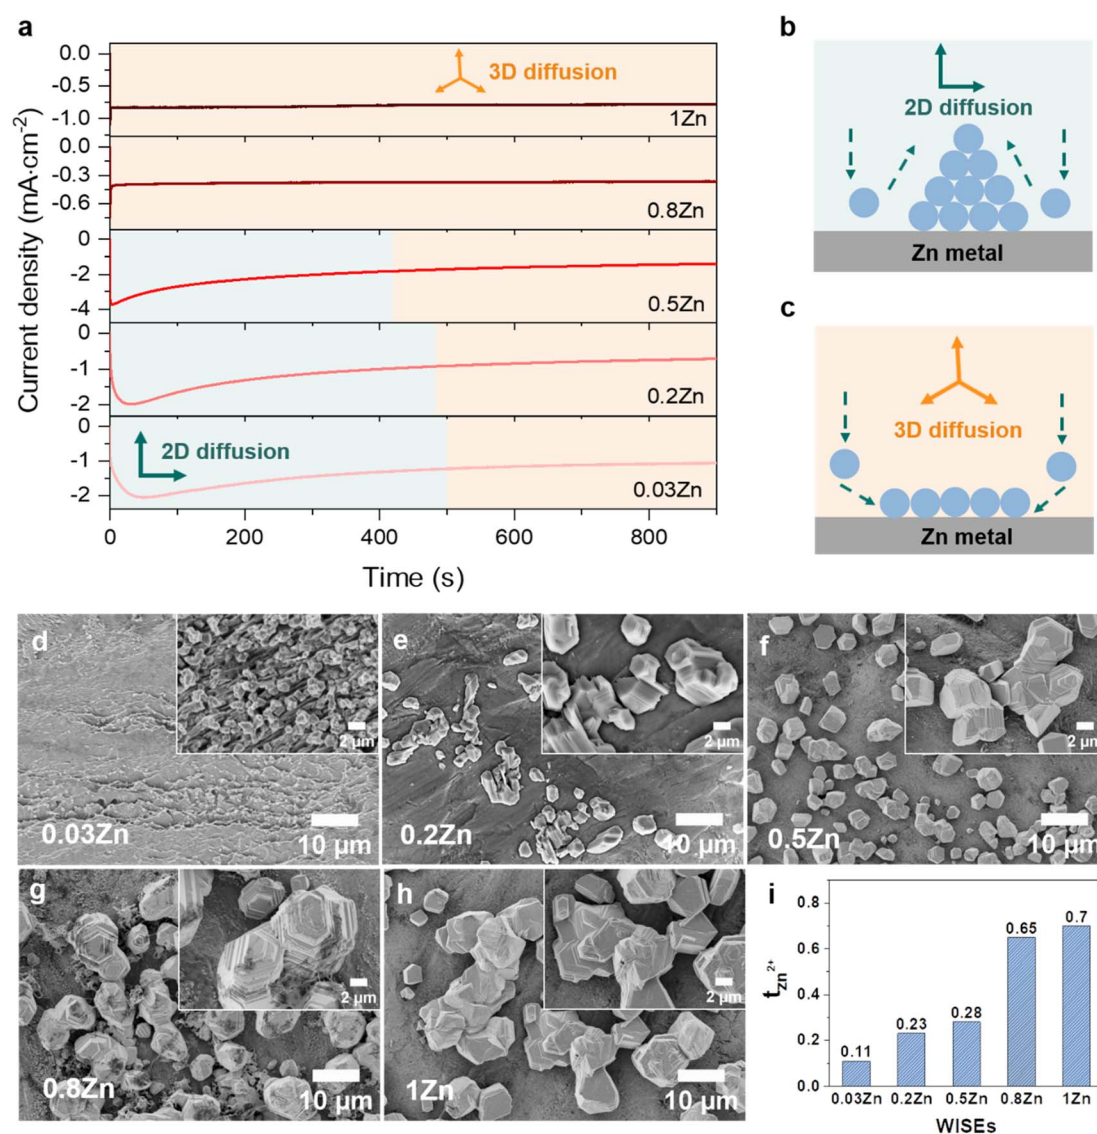 a
Current density (mA·cm⁻²)
0.0
-0.5
-1.0
3D diffusion
1Zn
-0.3
-0.6
0.8Zn
0
-2
-4
0.5Zn
0
-1
-2
0.2Zn
0
-1
-2
2D diffusion
0.03Zn
0 200 400 600 800
Time (s)
b
2D diffusion
Zn metal
c
3D diffusion
Zn metal
d
2 µm
0.03Zn
10 µm
e
2 µm
0.2Zn
10 µm
f
2 µm
0.5Zn
10 µm
g
2 µm
0.8Zn
10 µm
h
2 µm
1Zn
10 µm
i
t zn²⁺
0.8
0.6
0.4
0.2
0.0
0.11
0.23
0.28
0.65
0.7
0.03Zn 0.2Zn 0.5Zn 0.8Zn 1Zn
WISEs